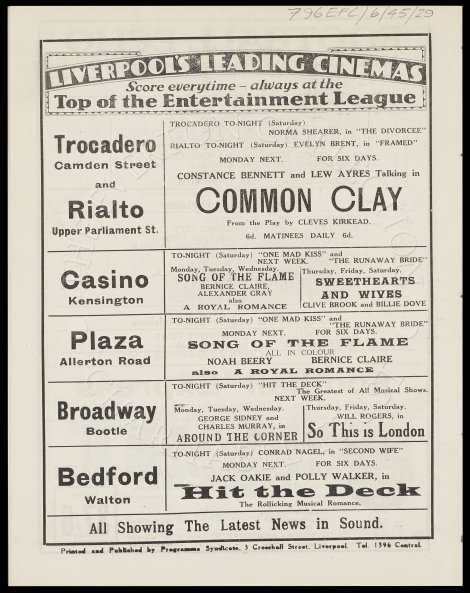 796EFC/6/45/29
LIVERPOOL'S LEADING CINEMAS
Score everytime - always at the
Top of the Entertainment League
Trocadero
Camden Street
and
Rialto
Upper Parliament St.
TROCADERO TO-NIGHT (Saturday)
NORMA SHEARER, in "THE DIVORCEE"
RIALTO TO-NIGHT (Saturday) EVELYN BRENT, in "FRAMED"
MONDAY NEXT. FOR SIX DAYS.
CONSTANCE BENNETT and LEW AYRES Talking in
COMMON CLAY
From the Play by CLEVES KIRKEAD.
6d. MATINEES DAILY 6d.
Casino
Kensington
TO-NIGHT (Saturday) "ONE MAD KISS" and
NEXT WEEK. "THE RUNAWAY BRIDE"
Monday, Tuesday, Wednesday.
SONG OF THE FLAME
BERNICE CLAIRE,
ALEXANDER GRAY
also
A ROYAL ROMANCE
Thursday, Friday, Saturday.
SWEETHEARTS
AND WIVES
CLIVE BROOK and BILLIE DOVE
Plaza
Allerton Road
TO-NIGHT (Saturday) "ONE MAD KISS" and
"THE RUNAWAY BRIDE"
MONDAY NEXT. FOR SIX DAYS.
SONG OF THE FLAME
ALL IN COLOUR
NOAH BEERY BERNICE CLAIRE
also A ROYAL ROMANCE
Broadway
Bootle
TO-NIGHT (Saturday) "HIT THE DECK"
The Greatest of All Musical Shows.
NEXT WEEK.
Monday, Tuesday, Wednesday.
GEORGE SIDNEY and
CHARLES MURRAY, in
AROUND THE CORNER
Thursday, Friday, Saturday.
WILL ROGERS, in
So This is London
Bedford
Walton
TO-NIGHT (Saturday) CONRAD NAGEL, in "SECOND WIFE"
MONDAY NEXT. FOR SIX DAYS.
JACK OAKIE and POLLY WALKER, in
Hit the Deck
The Rollicking Musical Romance.
All Showing The Latest News in Sound.
Printed and Published by Programme Syndicate, 3 Crosshall Street, Liverpool. Tel. 1396 Central.